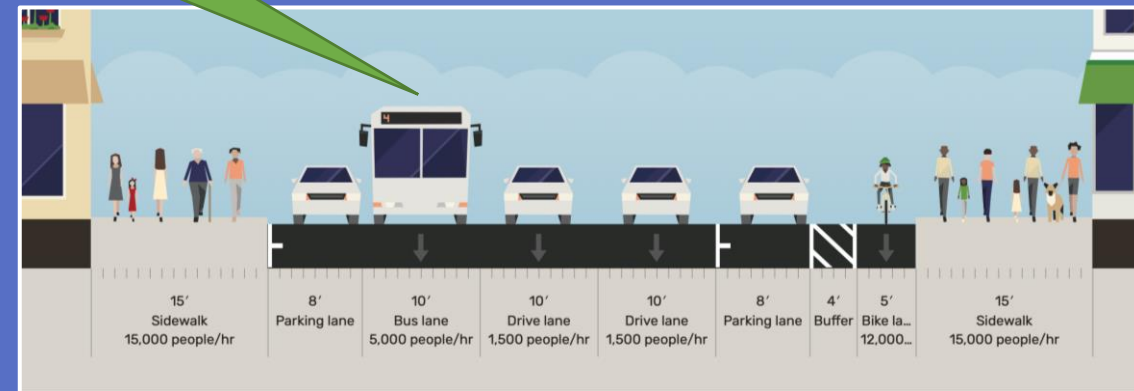 4
15′
Sidewalk
15,000 people/hr
8′
Parking lane
10′
Bus lane
5,000 people/hr
10′
Drive lane
1,500 people/hr
10′
Drive lane
1,500 people/hr
8′
Parking lane
4′
Buffer
5′
Bike la...
12,000...
15′
Sidewalk
15,000 people/hr